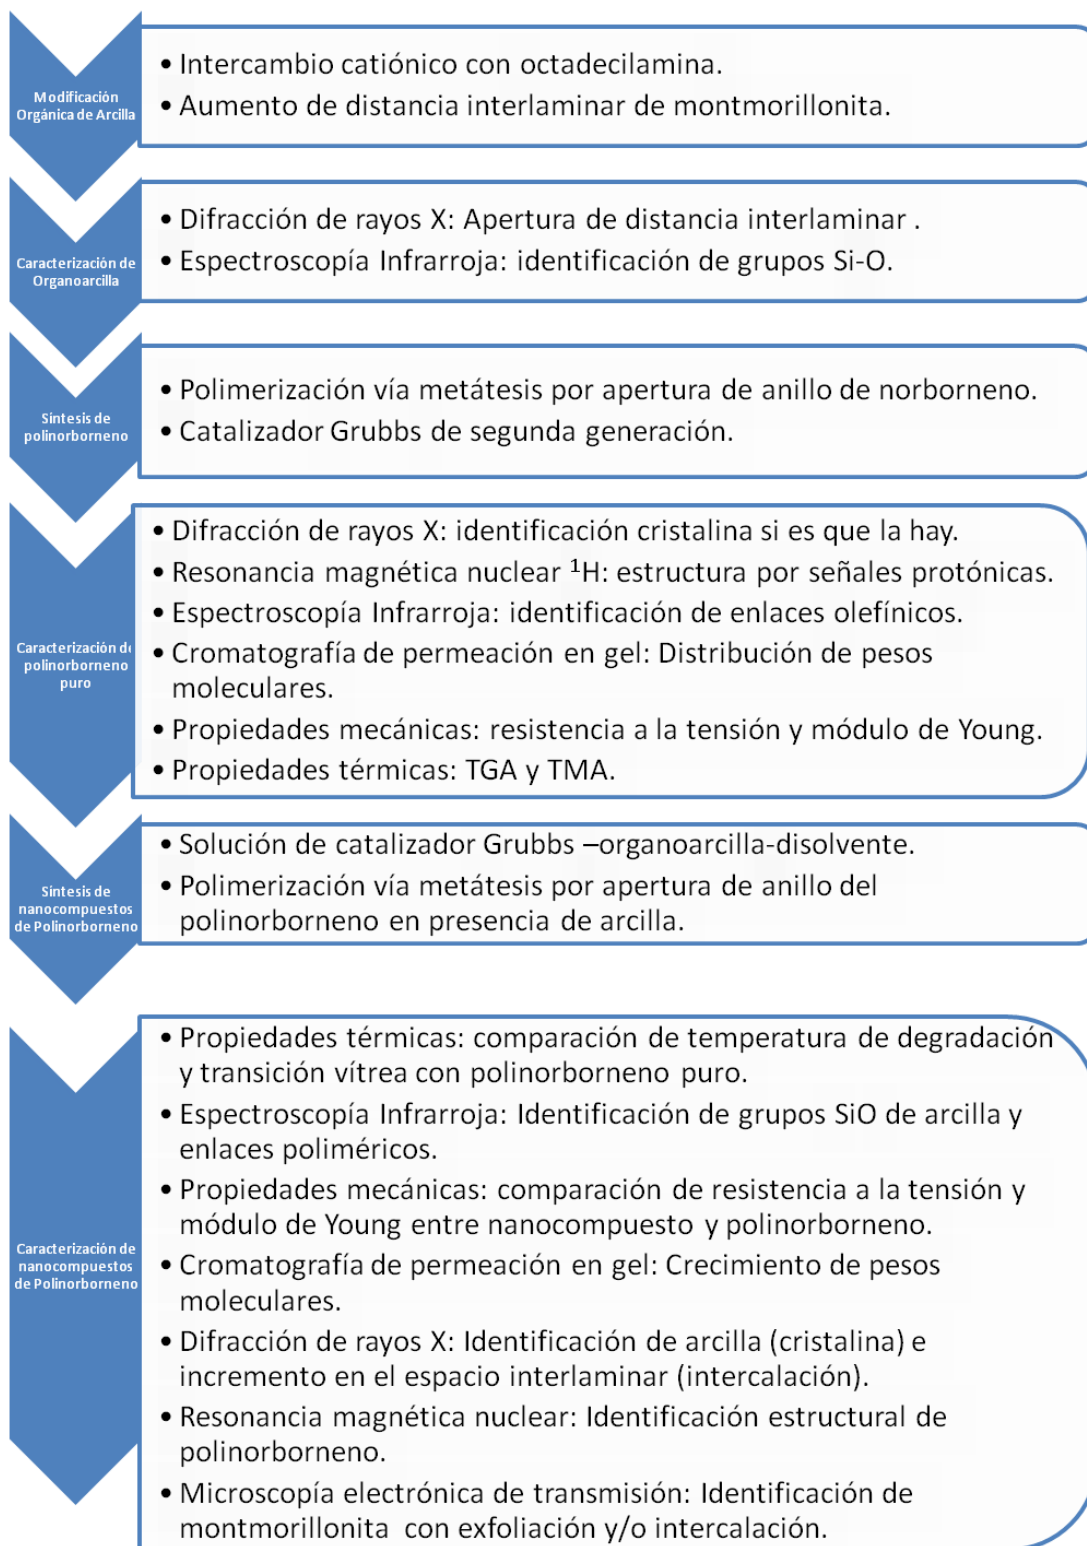 Modificación
Orgánica de Arcilla
• Intercambio catiónico con octadecilamina.
• Aumento de distancia interlaminar de montmorillonita.
Caracterización de
Organoarcilla
• Difracción de rayos X: Apertura de distancia interlaminar .
• Espectroscopía Infrarroja: identificación de grupos Si-O.
Síntesis de
polinorborneno
• Polimerización vía metátesis por apertura de anillo de norborneno.
• Catalizador Grubbs de segunda generación.
Caracterización de
polinorborneno
puro
• Difracción de rayos X: identificación cristalina si es que la hay.
• Resonancia magnética nuclear ¹H: estructura por señales protónicas.
• Espectroscopía Infrarroja: identificación de enlaces olefínicos.
• Cromatografía de permeación en gel: Distribución de pesos
moleculares.
• Propiedades mecánicas: resistencia a la tensión y módulo de Young.
• Propiedades térmicas: TGA y TMA.
Síntesis de
nanocompuestos
de Polinorborneno
• Solución de catalizador Grubbs –organoarcilla-disolvente.
• Polimerización vía metátesis por apertura de anillo del
polinorborneno en presencia de arcilla.
Caracterización de
nanocompuestos
de Polinorborneno
• Propiedades térmicas: comparación de temperatura de degradación
y transición vítrea con polinorborneno puro.
• Espectroscopía Infrarroja: Identificación de grupos SiO de arcilla y
enlaces poliméricos.
• Propiedades mecánicas: comparación de resistencia a la tensión y
módulo de Young entre nanocompuesto y polinorborneno.
• Cromatografía de permeación en gel: Crecimiento de pesos
moleculares.
• Difracción de rayos X: Identificación de arcilla (cristalina) e
incremento en el espacio interlaminar (intercalación).
• Resonancia magnética nuclear: Identificación estructural de
polinorborneno.
• Microscopía electrónica de transmisión: Identificación de
montmorillonita con exfoliación y/o intercalación.